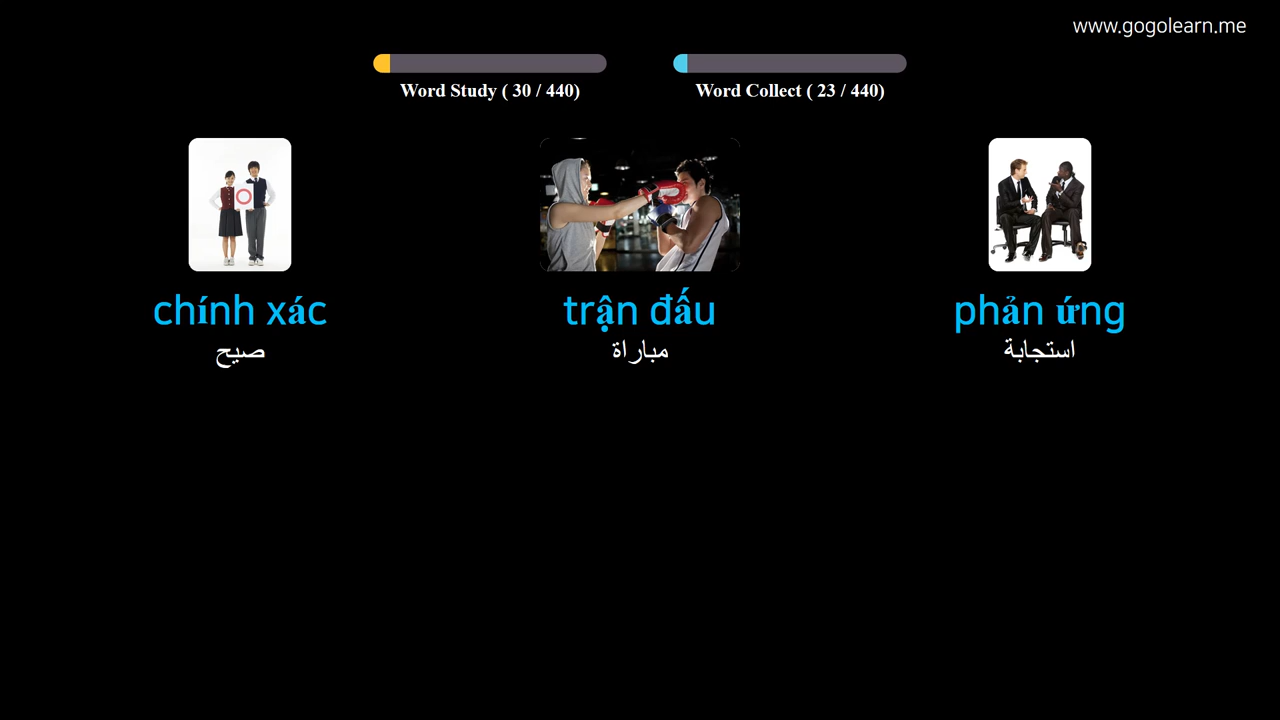 www.gogolearn.me
Word Study ( 30 / 440)
Word Collect ( 23 / 440)
chính xác
trận đấu
phản ứng
صيح
مباراة
استجابة